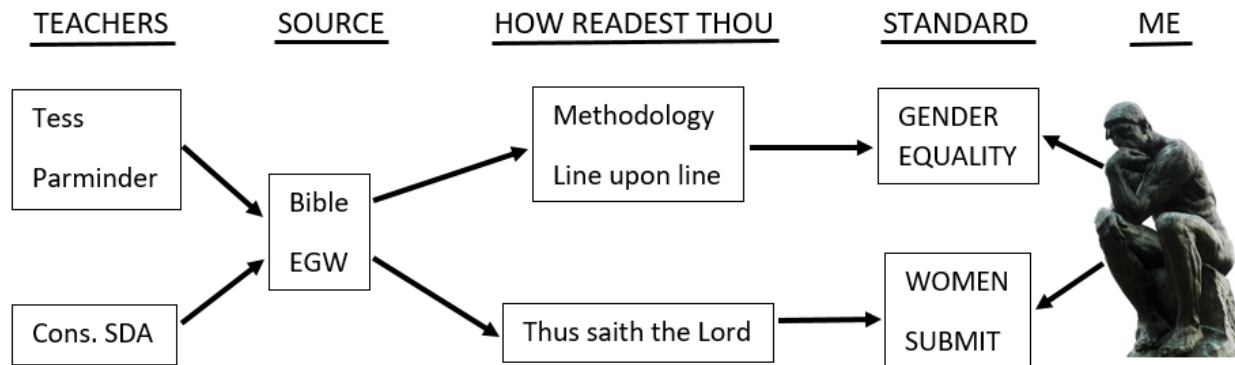 TEACHERS SOURCE HOW READEST THOU STANDARD ME
Tess
Parminder
Cons. SDA
Bible
EGW
Methodology
Line upon line
Thus saith the Lord
GENDER
EQUALITY
WOMEN
SUBMIT